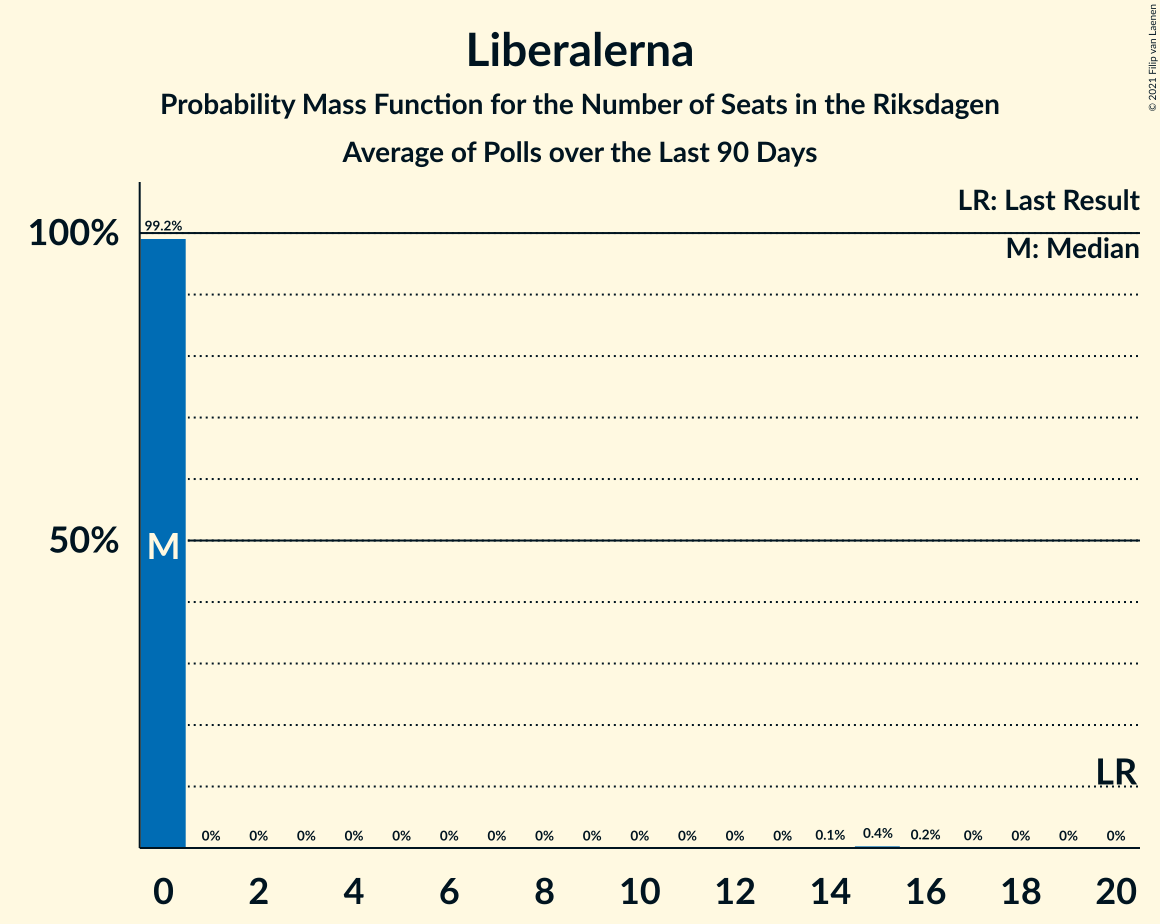 Liberalerna
Probability Mass Function for the Number of Seats in the Riksdagen
Average of Polls over the Last 90 Days
© 2021 Filip van Laenen
LR: Last Result
M: Median
100%
50%
99.2%
M
LR
0% 0% 0% 0% 0% 0% 0% 0% 0% 0% 0% 0% 0% 0.1% 0.4% 0.2% 0% 0% 0% 0%
0 2 4 6 8 10 12 14 16 18 20